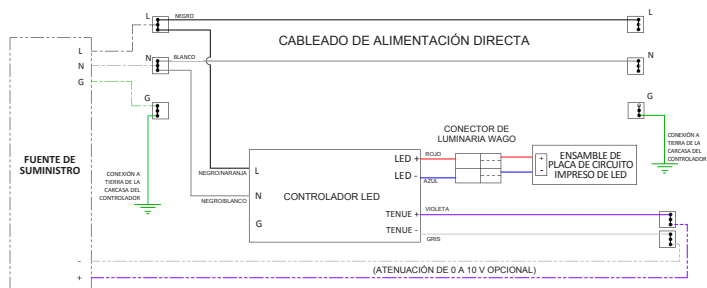 L
NEGRO
L
CABLEADO DE ALIMENTACIÓN DIRECTA
L
N
BLANCO
N
N
G
G
G
CONECTOR DE
LUMINARIA WAGO
CONEXIÓN A
TIERRA DE LA
CARCASA DEL
CONTROLADOR
FUENTE DE
SUMINISTRO
CONEXIÓN A
TIERRA DE LA
CARCASA DEL
CONTROLADOR
NEGRO/NARANJA
L
LED +
ROJO
+
-
ENSAMBLE DE
PLACA DE CIRCUITO
IMPRESO DE LED
LED -
AZUL
NEGRO/BLANCO
N
CONTROLADOR LED
G
TENUE +
VIOLETA
TENUE -
GRIS
-
+
(ATENUACIÓN DE 0 A 10 V OPCIONAL)